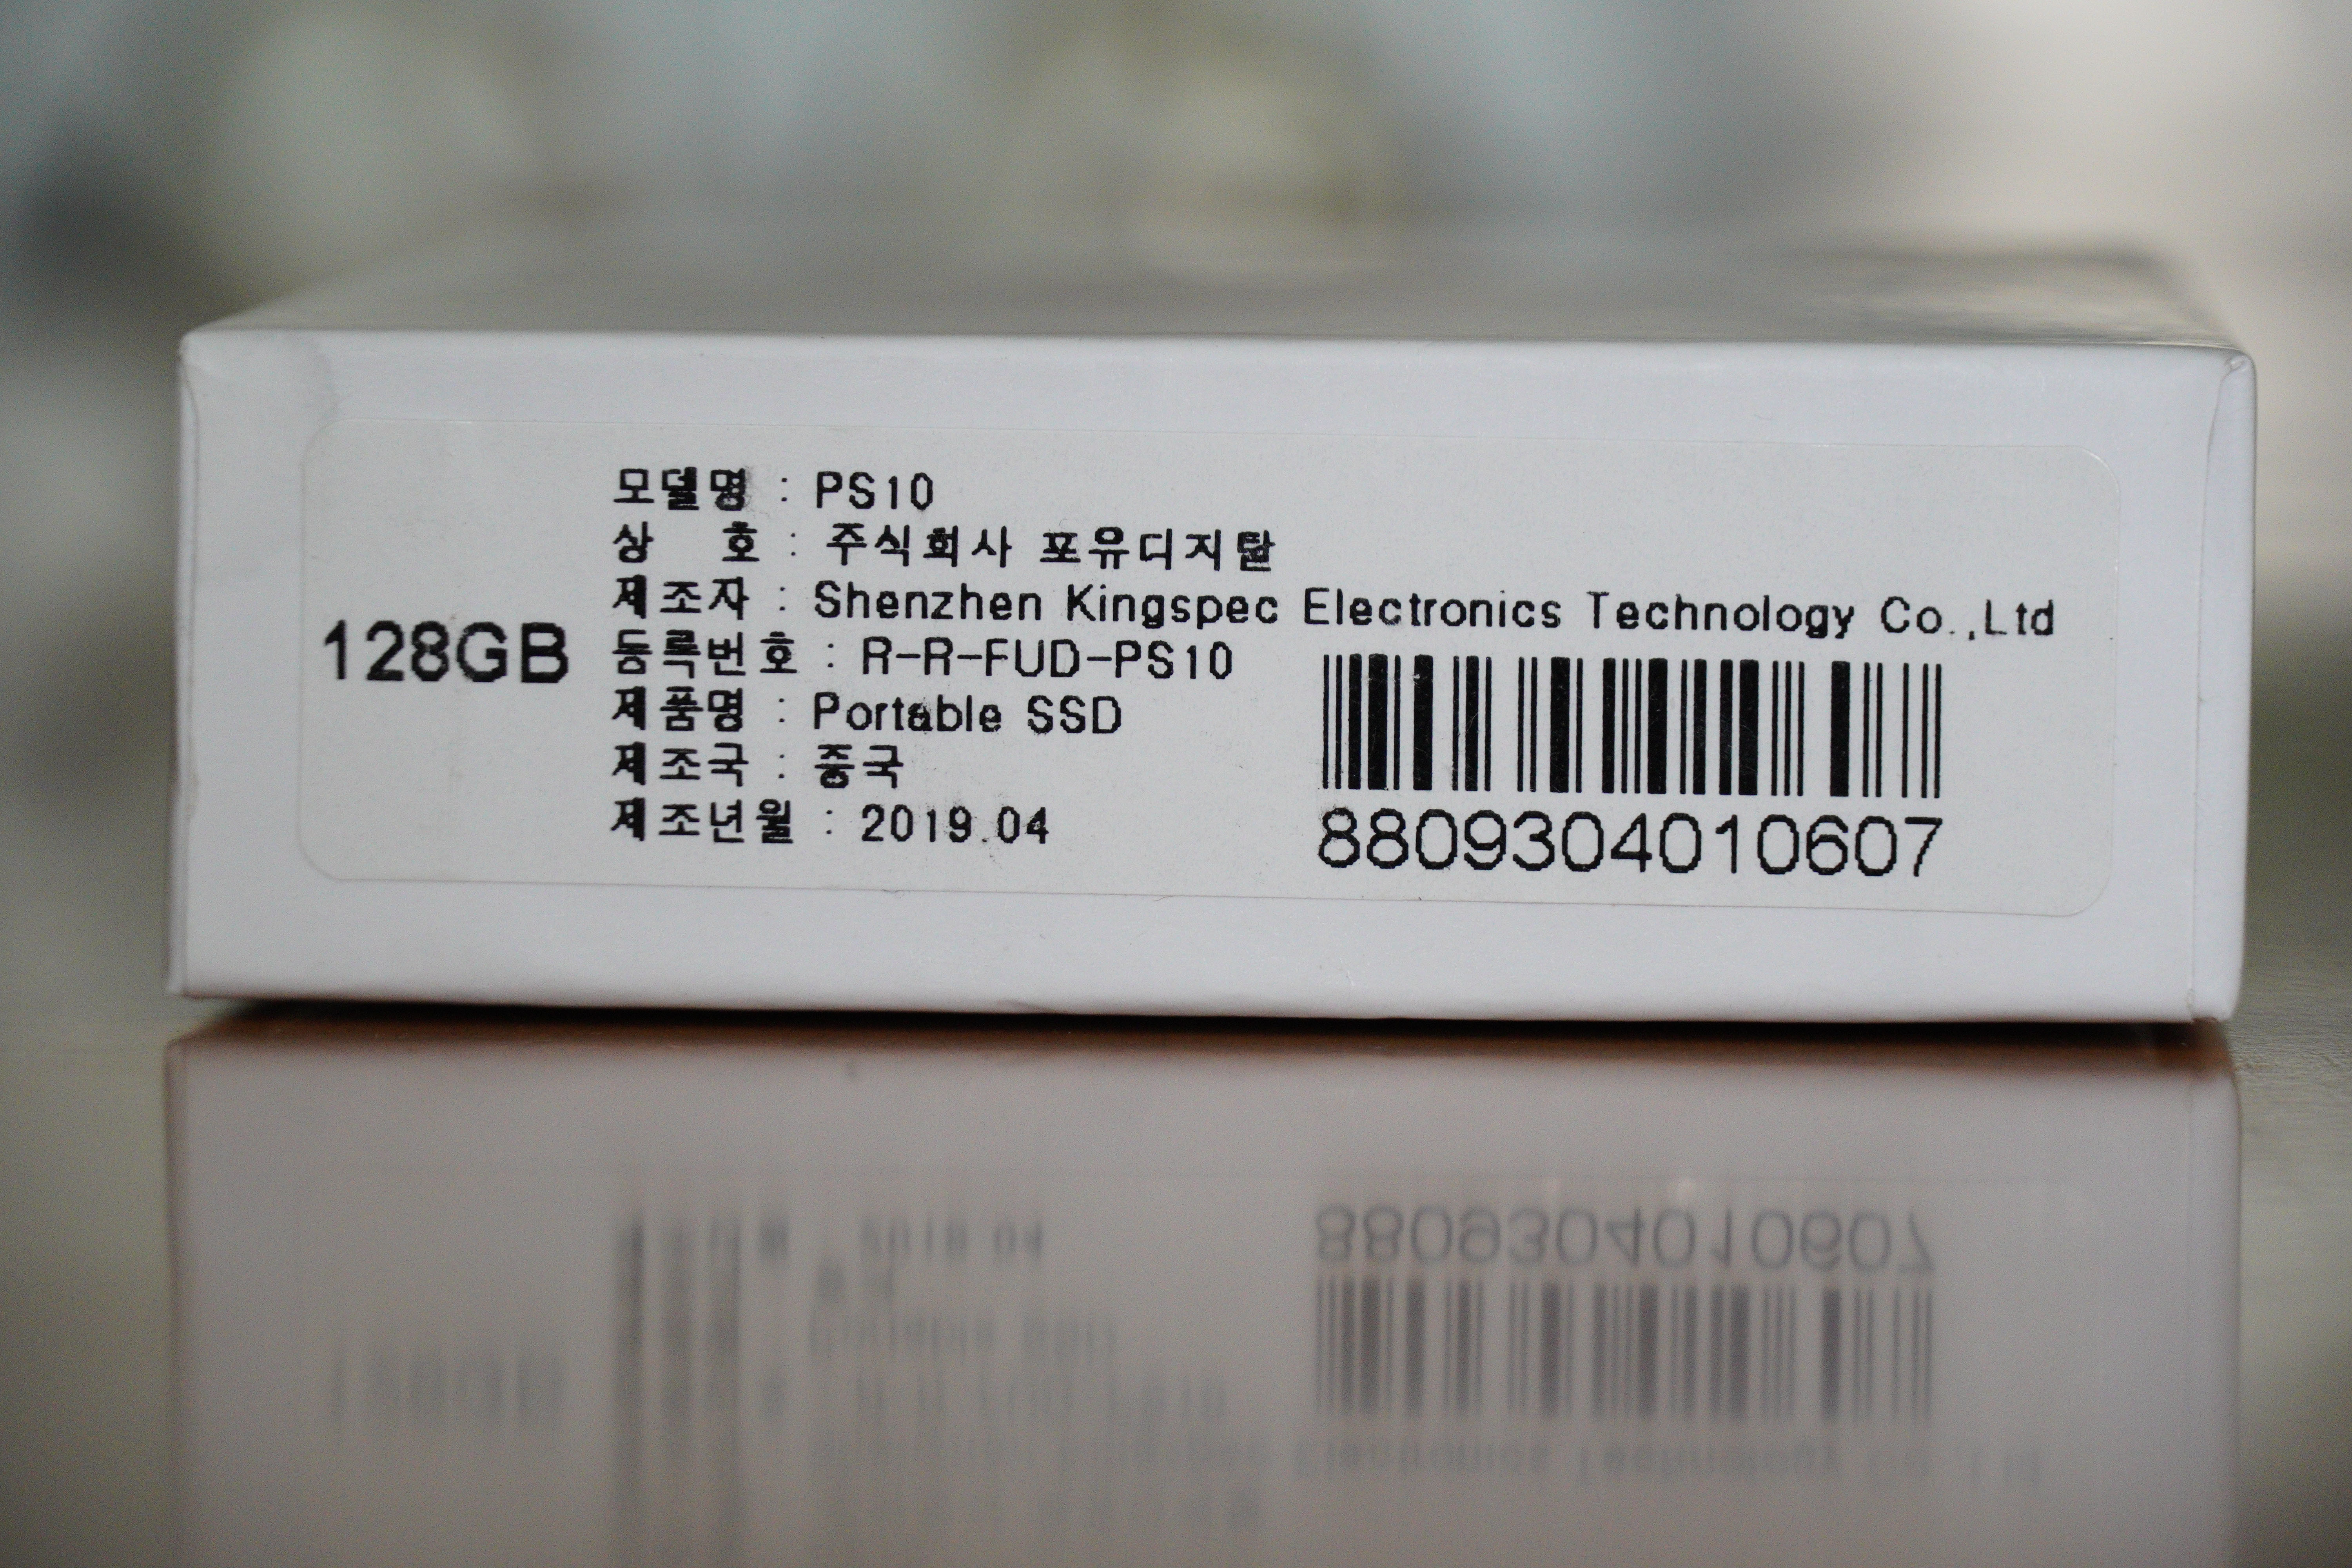 128GB
모델명 : PS10
상 호 : 주식회사 포유디지탈
제조자 : Shenzhen Kingspec Electronics Technology Co.,Ltd
등록번호 : R-R-FUD-PS10
제품명 : Portable SSD
제조국 : 중국
제조년월 : 2019.04
8809304010607